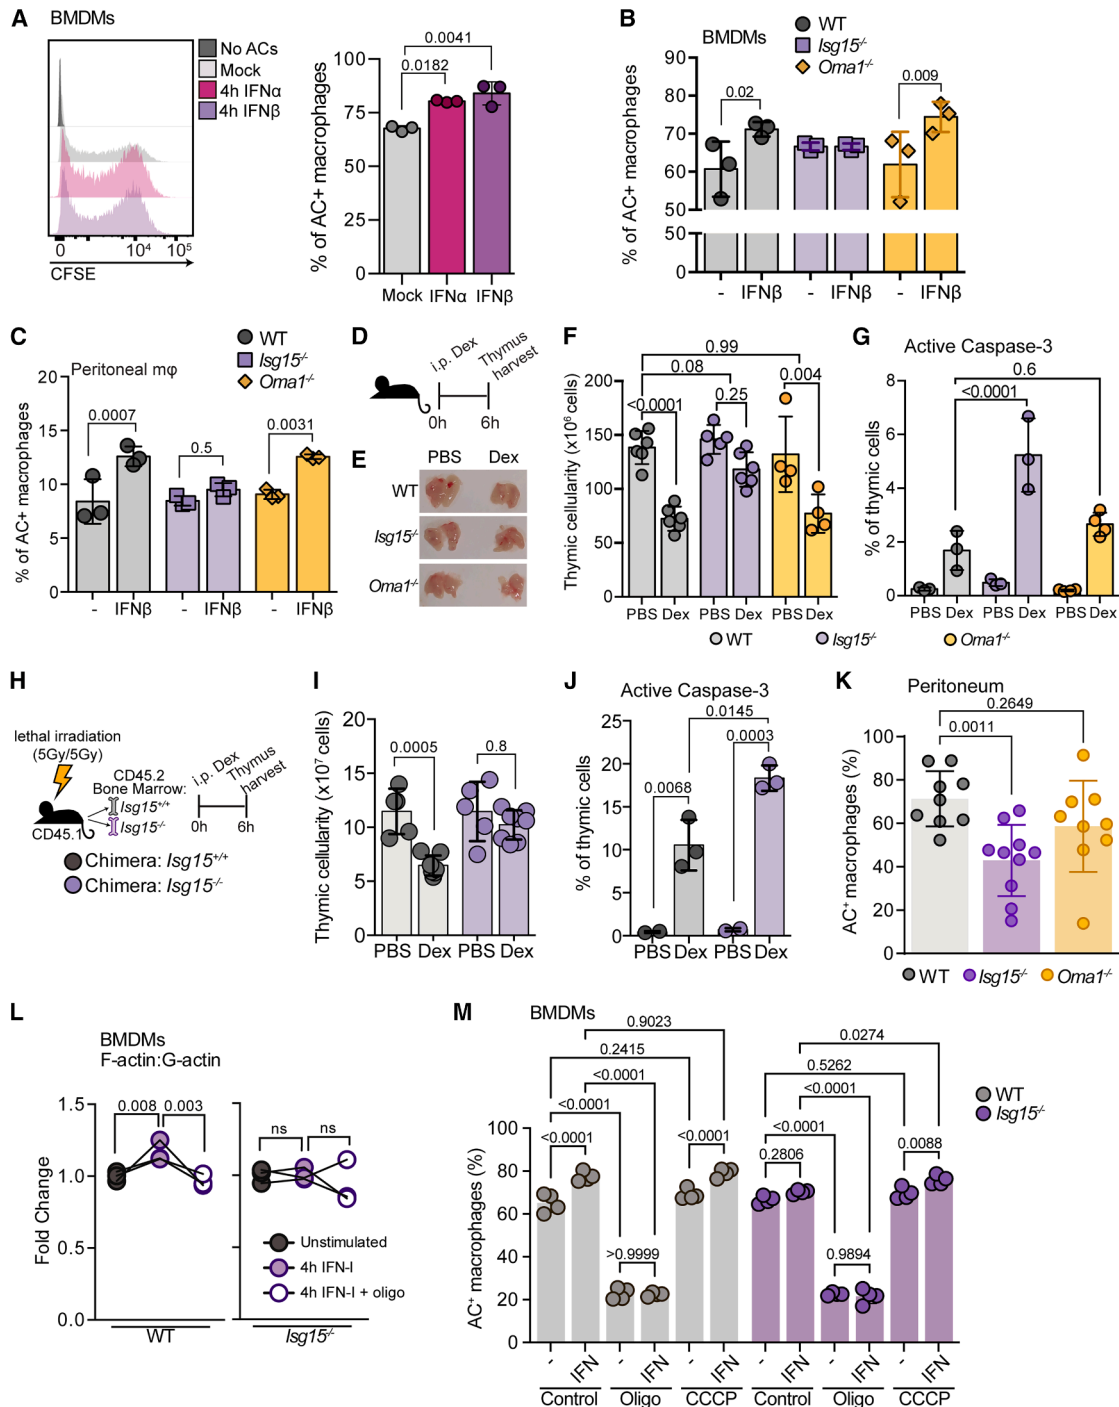 A
BMDMs
No ACs
Mock
4h IFNα
4h IFNβ
0 10⁴ 10⁵
CFSE
% of AC+ macrophages
100
75
50
25
0
0.0041
0.0182
Mock IFNα IFNβ
B
BMDMs
WT
Isg15⁻/⁻
Oma1⁻/⁻
% of AC+ macrophages
90
80
70
60
50
50
0
0.02
0.009
- IFNβ - IFNβ - IFNβ
C
Peritoneal mφ
WT
Isg15⁻/⁻
Oma1⁻/⁻
% of AC+ macrophages
20
15
10
5
0
0.0007
0.5
0.0031
- IFNβ - IFNβ - IFNβ
D
i.p. Dex
Thymus harvest
0h 6h
E
PBS Dex
WT
Isg15⁻/⁻
Oma1⁻/⁻
F
Thymic cellularity (x10⁶ cells)
200
150
100
50
0
0.99
0.08
<0.0001
0.25
0.004
PBS Dex PBS Dex PBS Dex
WT Isg15⁻/⁻ Oma1⁻/⁻
G
Active Caspase-3
% of thymic cells
8
6
4
2
0
0.6
<0.0001
PBS Dex PBS Dex PBS Dex
H
lethal irradiation
(5Gy/5Gy)
CD45.2
Bone Marrow:
Isg15⁺/⁺
Isg15⁻/⁻
CD45.1
i.p. Dex
Thymus harvest
0h 6h
Chimera: Isg15⁺/⁺
Chimera: Isg15⁻/⁻
I
Thymic cellularity (x10⁷ cells)
20
15
10
5
0
0.0005
0.8
PBS Dex PBS Dex
J
Active Caspase-3
% of thymic cells
25
20
15
10
5
0
0.0145
0.0003
0.0068
PBS Dex PBS Dex
K
Peritoneum
AC⁺ macrophages (%)
100
80
60
40
20
0
0.2649
0.0011
WT Isg15⁻/⁻ Oma1⁻/⁻
L
BMDMs
F-actin:G-actin
Fold Change
1.5
1.0
0.5
0.0
0.008 0.003
ns ns
Unstimulated
4h IFN-I
4h IFN-I + oligo
WT Isg15⁻/⁻
M
BMDMs
WT
Isg15⁻/⁻
AC⁺ macrophages (%)
100
80
60
40
20
0
0.9023
0.2415
<0.0001
<0.0001
<0.0001
>0.9999
<0.0001
0.0274
0.5262
<0.0001
<0.0001
0.2806
0.9894
0.0088
- IFN - IFN - IFN - IFN - IFN - IFN
Control Oligo CCCP Control Oligo CCCP